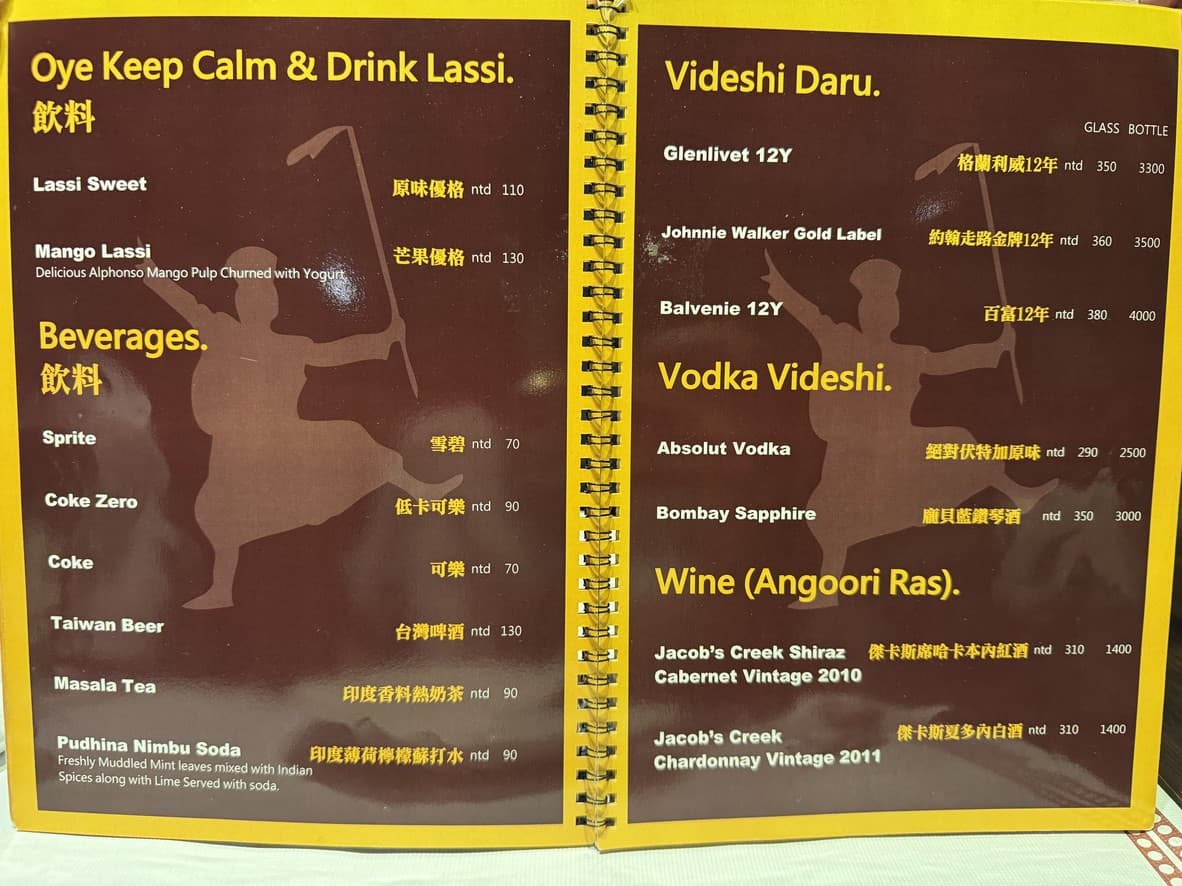 Oye Keep Calm & Drink Lassi.
飲料
Lassi Sweet 原味優格 ntd 110
Mango Lassi 芒果優格 ntd 130
Delicious Alphonso Mango Pulp Churned with Yogurt
Beverages.
飲料
Sprite 雪碧 ntd 70
Coke Zero 低卡可樂 ntd 90
Coke 可樂 ntd 70
Taiwan Beer 台灣啤酒 ntd 130
Masala Tea 印度香料熱奶茶 ntd 90
Pudhina Nimbu Soda 印度薄荷檸檬蘇打水 ntd 90
Freshly Muddled Mint leaves mixed with Indian
Spices along with Lime Served with soda.
Videshi Daru.
GLASS BOTTLE
Glenlivet 12Y 格蘭利威12年 ntd 350 3300
Johnnie Walker Gold Label 約翰走路金牌12年 ntd 360 3500
Balvenie 12Y 百富12年 ntd 380 4000
Vodka Videshi.
Absolut Vodka 絕對伏特加原味 ntd 290 2500
Bombay Sapphire 龐貝藍鑽琴酒 ntd 350 3000
Wine (Angoori Ras).
Jacob's Creek Shiraz 傑卡斯席哈卡本內紅酒 ntd 310 1400
Cabernet Vintage 2010
Jacob's Creek 傑卡斯夏多內白酒 ntd 310 1400
Chardonnay Vintage 2011